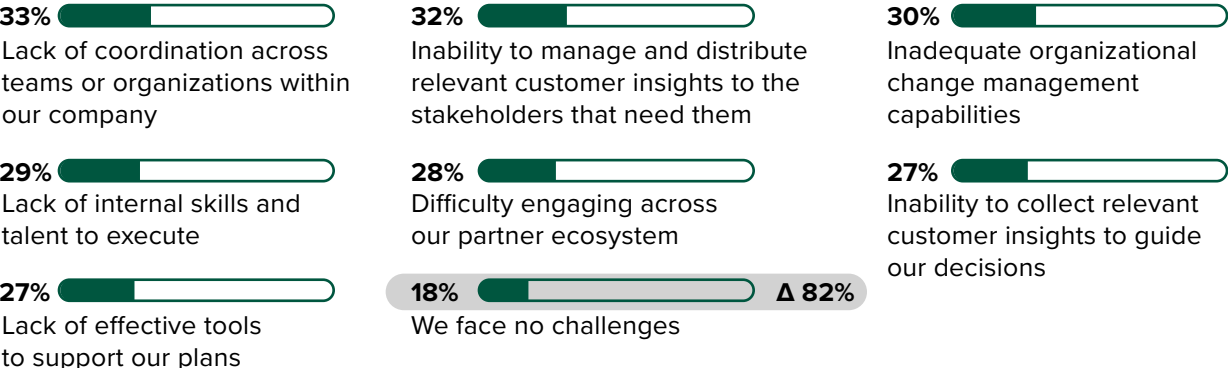 33%
Lack of coordination across
teams or organizations within
our company
32%
Inability to manage and distribute
relevant customer insights to the
stakeholders that need them
30%
Inadequate organizational
change management
capabilities
29%
Lack of internal skills and
talent to execute
28%
Difficulty engaging across
our partner ecosystem
27%
Inability to collect relevant
customer insights to guide
our decisions
27%
Lack of effective tools
to support our plans
18% Δ 82%
We face no challenges